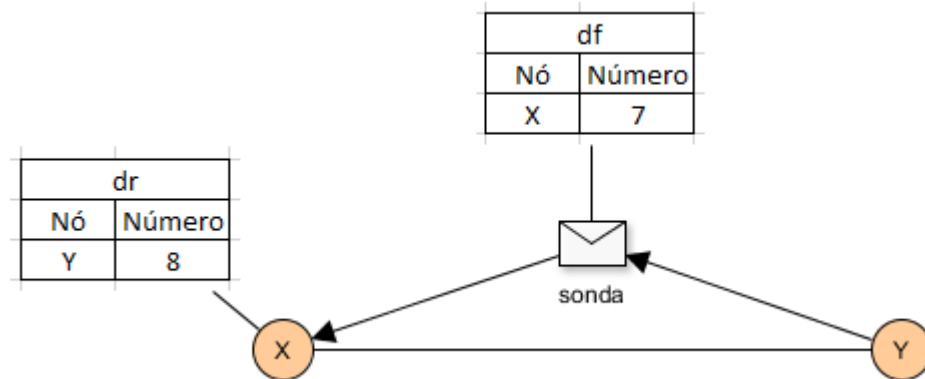 df
Nó Número
X 7
dr
Nó Número
Y 8
sonda
X
Y